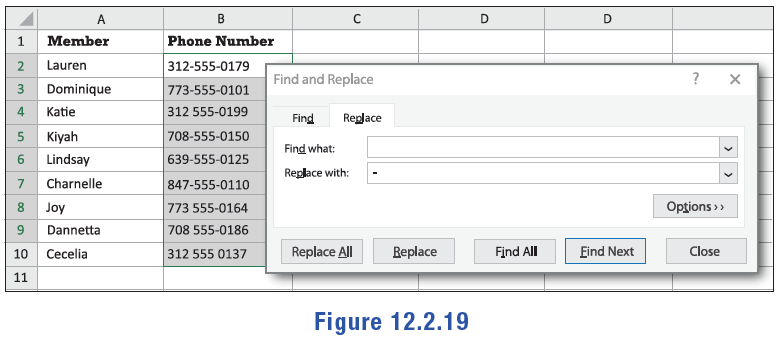 A B C D D
1 Member Phone Number
2 Lauren 312-555-0179
3 Dominique 773-555-0101
4 Katie 312 555-0199
5 Kiyah 708-555-0150
6 Lindsay 639-555-0125
7 Charnelle 847-555-0110
8 Joy 773 555-0164
9 Dannetta 708 555-0186
10 Cecelia 312 555 0137
11
Find and Replace ? ×
Find Replace
Find what:
Replace with: -
Options >>
Replace All Replace Find All Find Next Close
Figure 12.2.19